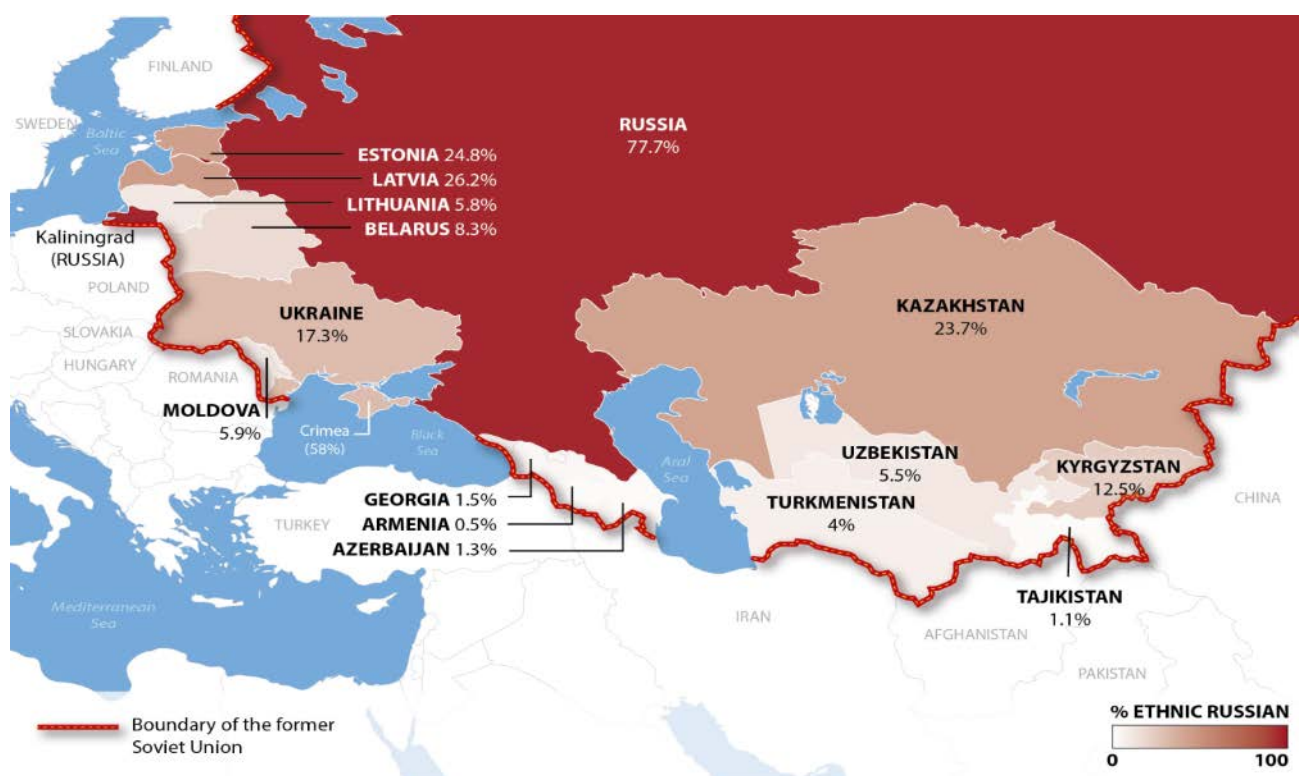 FINLAND
SWEDEN
Baltic
Sea
RUSSIA
77.7%
ESTONIA 24.8%
LATVIA 26.2%
LITHUANIA 5.8%
BELARUS 8.3%
Kaliningrad
(RUSSIA)
POLAND
UKRAINE
17.3%
KAZAKHSTAN
23.7%
SLOVAKIA
HUNGARY
ROMANIA
MOLDOVA
5.9%
Crimea
(58%)
Black
Sea
Aral
Sea
UZBEKISTAN
5.5%
KYRGYZSTAN
12.5%
TURKMENISTAN
4%
GEORGIA 1.5%
ARMENIA 0.5%
AZERBAIJAN 1.3%
TURKEY
CHINA
TAJIKISTAN
1.1%
Mediterranean
Sea
IRAN
AFGHANISTAN
PAKISTAN
Boundary of the former
Soviet Union
% ETHNIC RUSSIAN
0 100